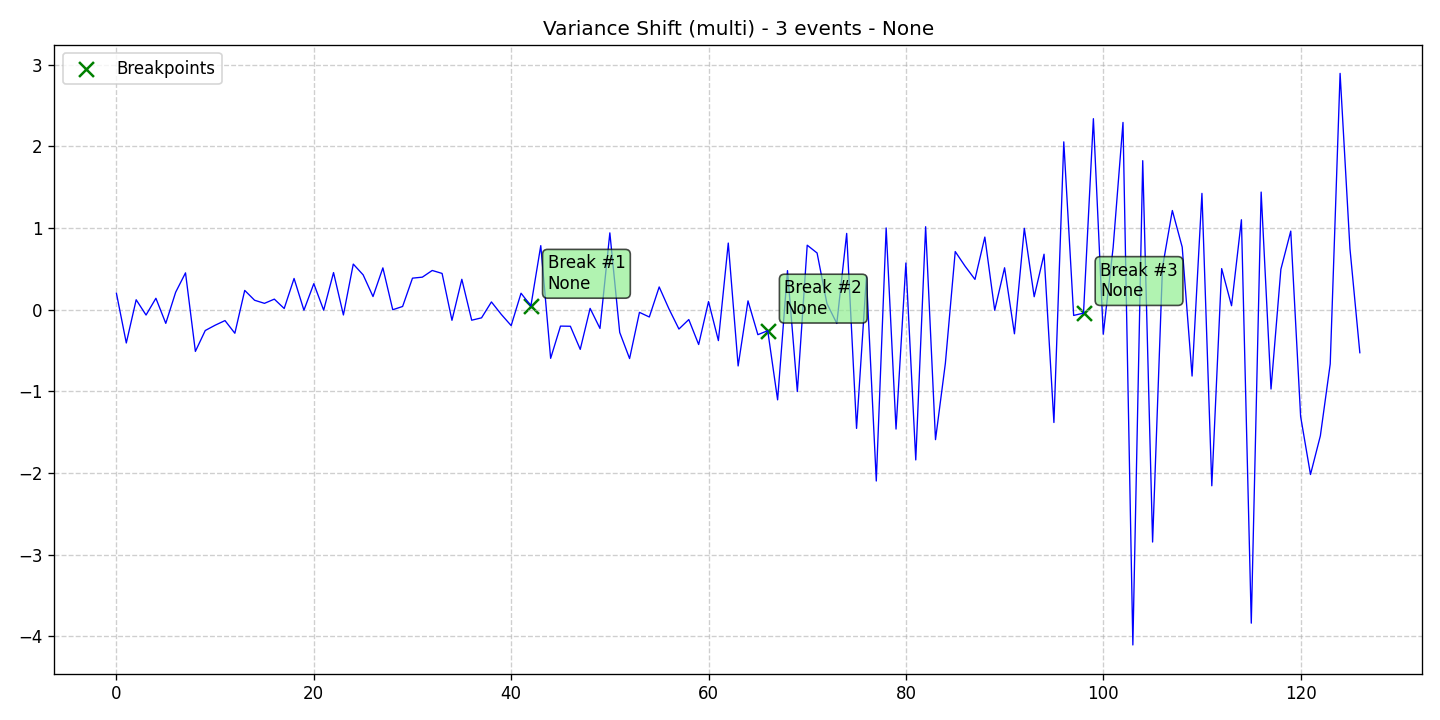 Variance Shift (multi) - 3 events - None
Breakpoints
3
2
1
0
−1
−2
−3
−4
Break #1
None
Break #2
None
Break #3
None
0
20
40
60
80
100
120